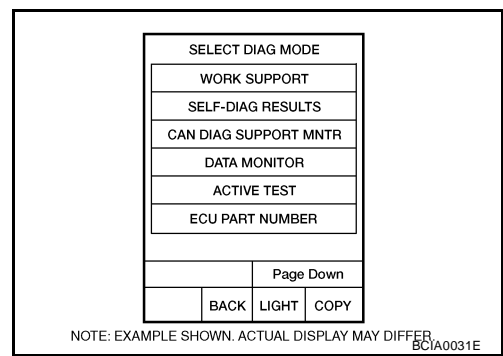 SELECT DIAG MODE
WORK SUPPORT
SELF-DIAG RESULTS
CAN DIAG SUPPORT MNTR
DATA MONITOR
ACTIVE TEST
ECU PART NUMBER
Page Down
BACK LIGHT COPY
NOTE: EXAMPLE SHOWN. ACTUAL DISPLAY MAY DIFFER.
BCIA0031E